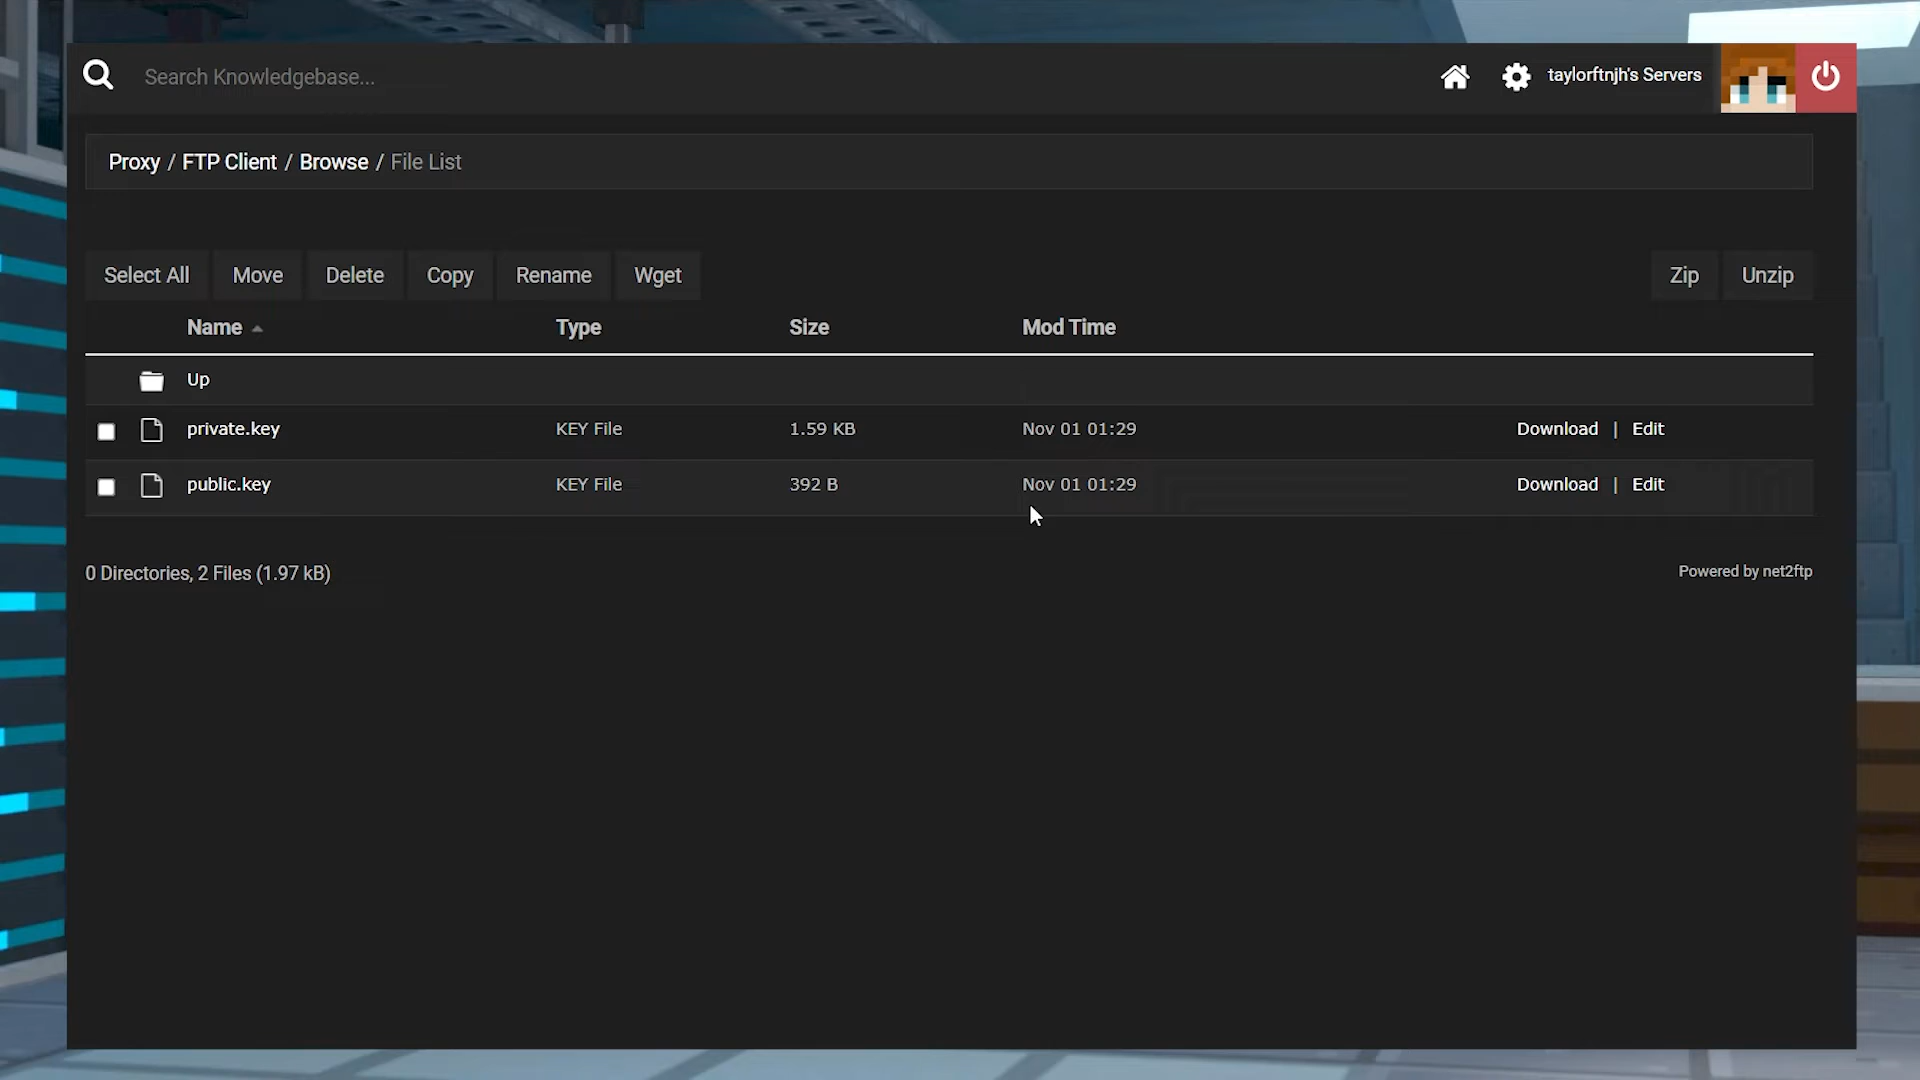 Search Knowledgebase...
taylorftnjh's Servers
Proxy / FTP Client / Browse / File List
Select All Move Delete Copy Rename Wget Zip Unzip
Name Type Size Mod Time
Up
private.key KEY File 1.59 KB Nov 01 01:29 Download | Edit
public.key KEY File 392 B Nov 01 01:29 Download | Edit
0 Directories, 2 Files (1.97 kB)
Powered by net2ftp